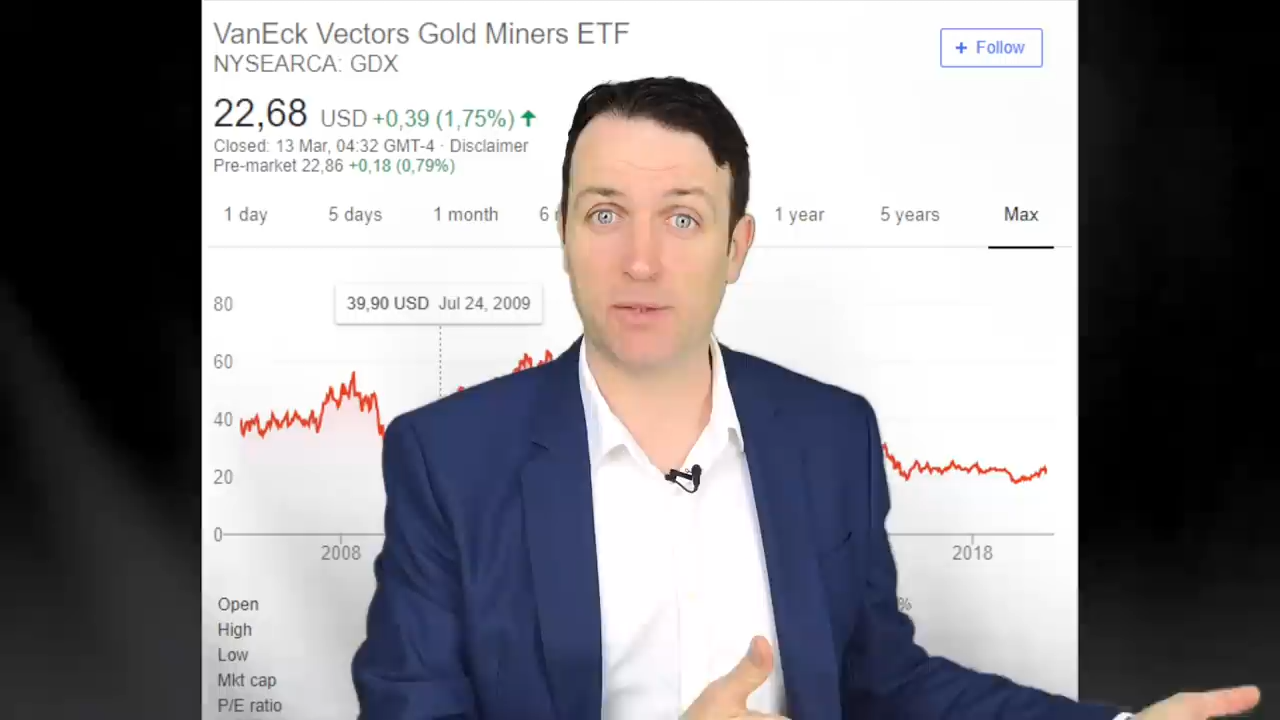 VanEck Vectors Gold Miners ETF
+ Follow
NYSEARCA: GDX
22,68 USD +0,39 (1,75%)
Closed: 13 Mar, 04:32 GMT-4 · Disclaimer
Pre-market 22,86 +0,18 (0,79%)
1 day 5 days 1 month 6 1 year 5 years Max
39,90 USD Jul 24, 2009
80
60
40
20
0
2008 2018
Open
%
High
Low
Mkt cap
P/E ratio